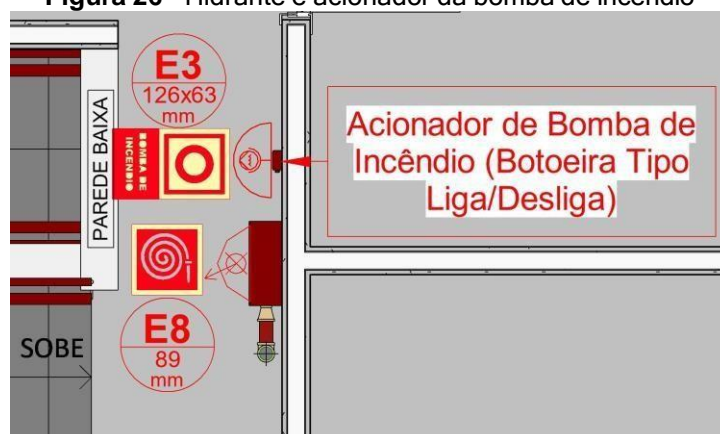 Figura 26 - Hidrante e acionador da bomba de incêndio
E3
126x63
mm
PAREDE BAIXA
BOMBA DE
INCÊNDIO
Acionador de Bomba de
Incêndio (Botoeira Tipo
Liga/Desliga)
E8
89
mm
SOBE